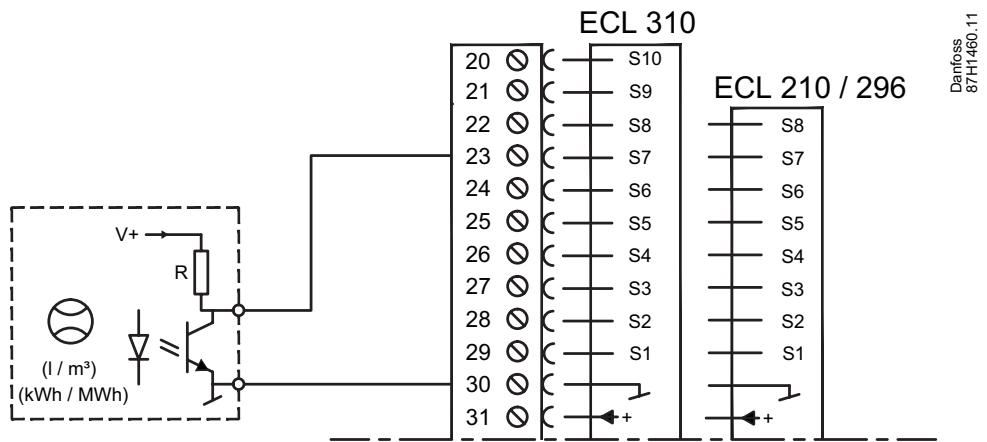 ECL 310
Danfoss
87H1460.11
ECL 210 / 296
20 S10
21 S9
22 S8 S8
23 S7 S7
24 S6 S6
25 S5 S5
26 S4 S4
27 S3 S3
28 S2 S2
29 S1 S1
30
31 + +
V+
R
(l / m³)
(kWh / MWh)